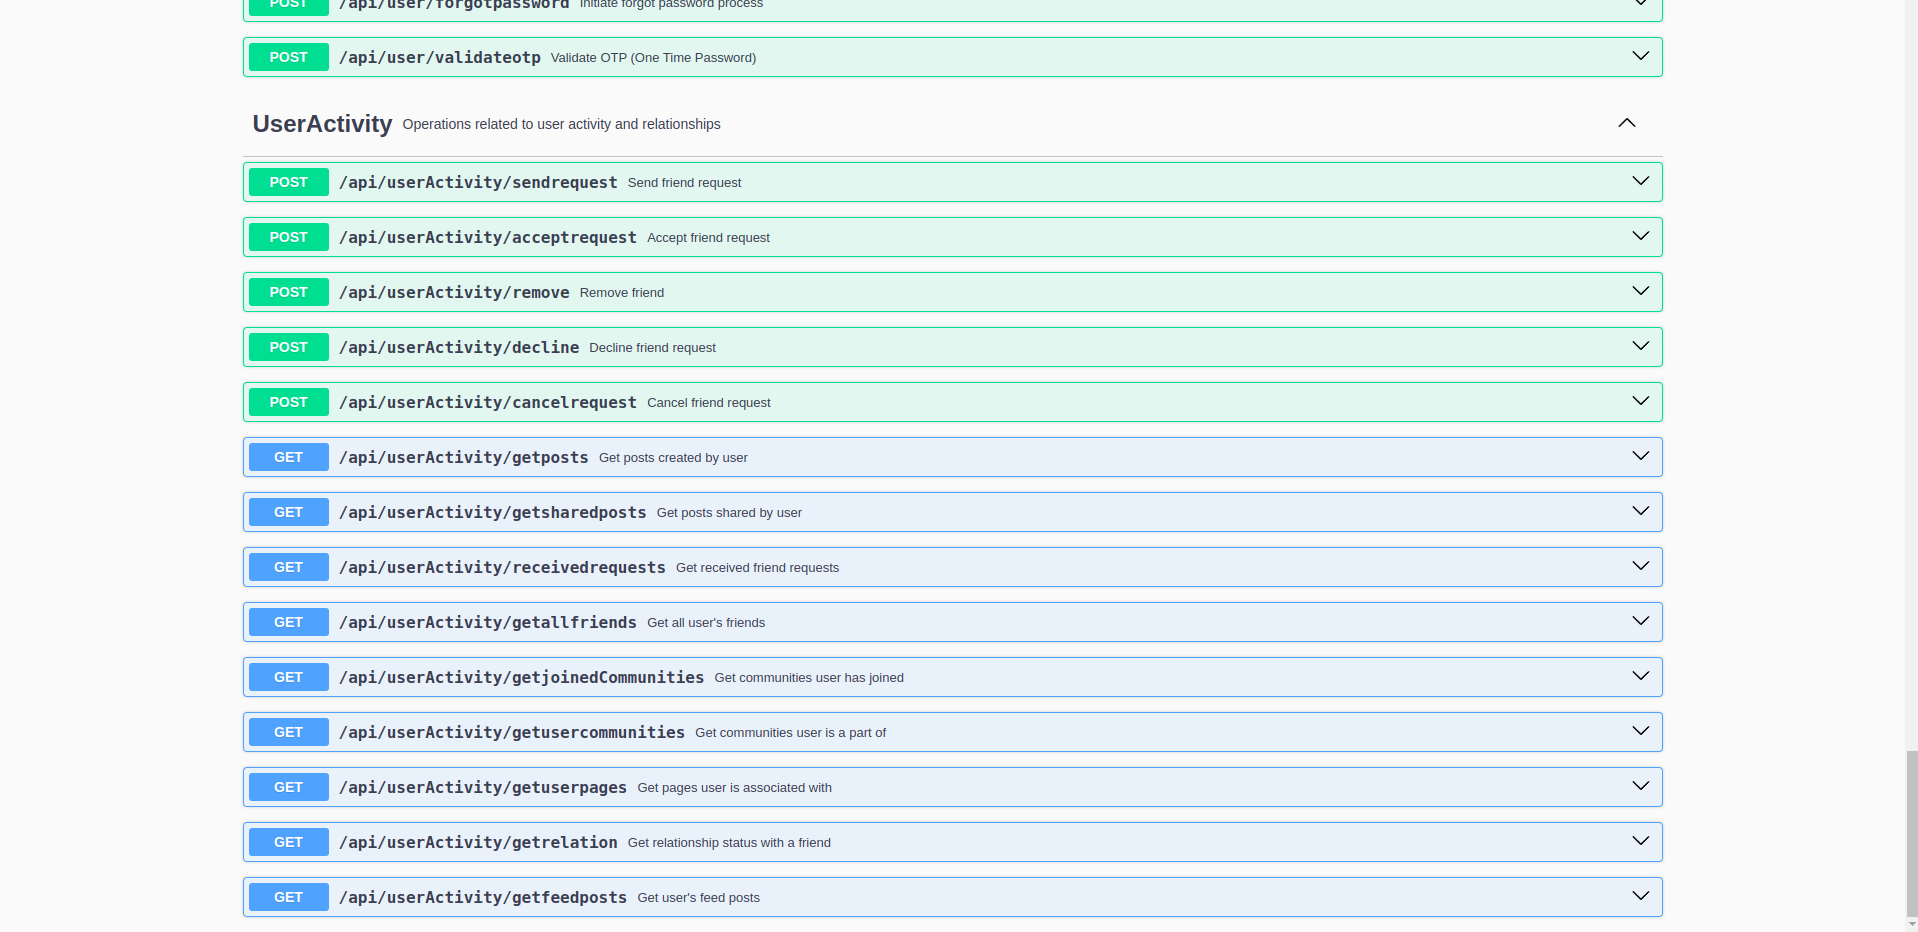 POST /api/user/forgotpassword Initiate forgot password process
POST /api/user/validateotp Validate OTP (One Time Password)
UserActivity Operations related to user activity and relationships
POST /api/userActivity/sendrequest Send friend request
POST /api/userActivity/acceptrequest Accept friend request
POST /api/userActivity/remove Remove friend
POST /api/userActivity/decline Decline friend request
POST /api/userActivity/cancelrequest Cancel friend request
GET /api/userActivity/getposts Get posts created by user
GET /api/userActivity/getsharedposts Get posts shared by user
GET /api/userActivity/receivedrequests Get received friend requests
GET /api/userActivity/getallfriends Get all user's friends
GET /api/userActivity/getjoinedCommunities Get communities user has joined
GET /api/userActivity/getusercommunities Get communities user is a part of
GET /api/userActivity/getuserpages Get pages user is associated with
GET /api/userActivity/getrelation Get relationship status with a friend
GET /api/userActivity/getfeedposts Get user's feed posts